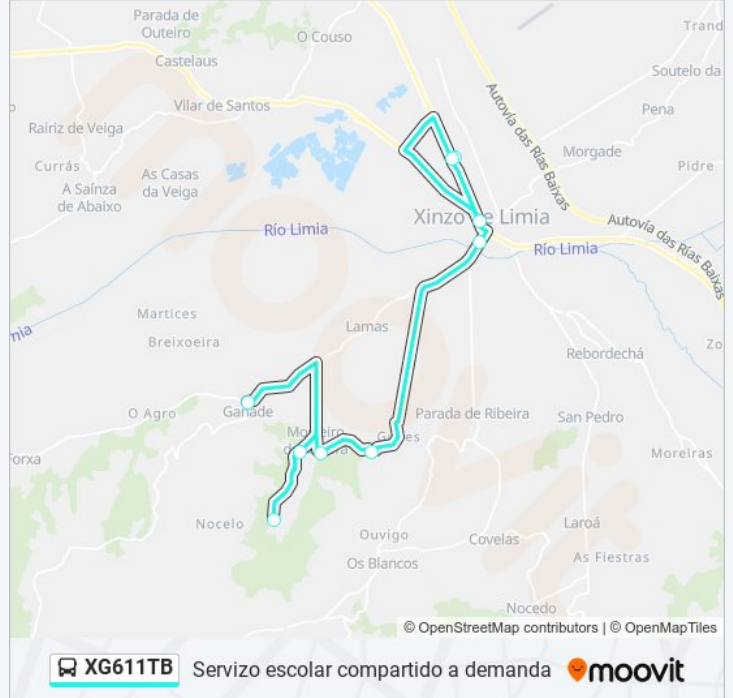 Parada de
Outeiro
O Couso
Trand
Castelaus
Soutelo da
Vilar de Santos
Pena
Autovía das Rías Baixas
Rairiz de Veiga
Morgade
Currás
As Casas
da Veiga
Pidre
A Saínza
de Abaixo
Xinzo de Limia
Autovía das Rías Baixas
Río Limia
Río Limia
Martices
nia
Breixoeira
Lamas
Zo
Rebordechá
O Agro
Ganade
Parada de Ribeira
San Pedro
Forxa
Moreiras
Nocelo
Ouvigo
Laroá
Covelas
Os Blancos
As Fiestras
Nocedo
© OpenStreetMap contributors | © OpenMapTiles
XG611TB
Servizo escolar compartido a demanda
moovit